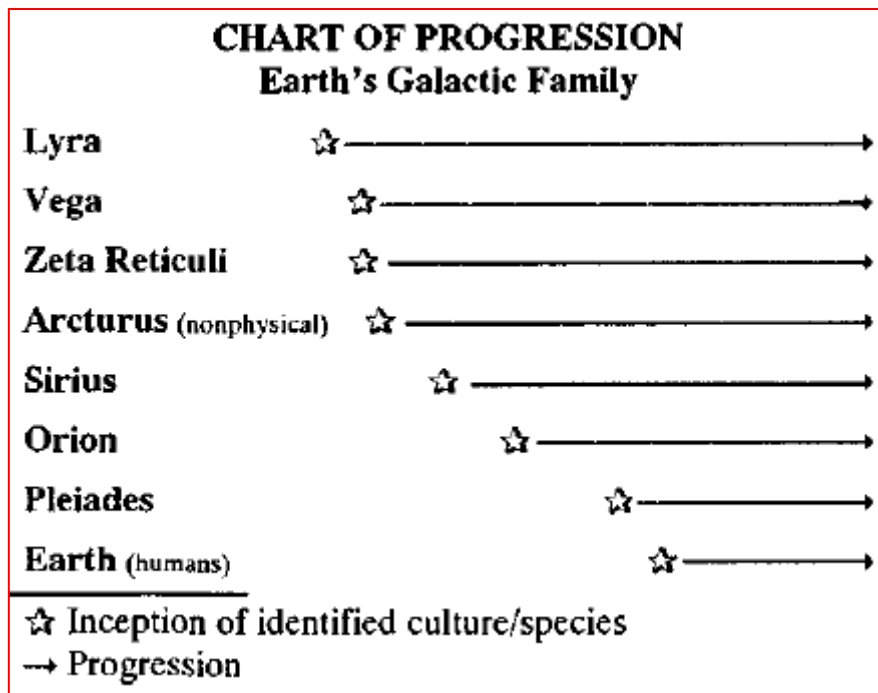 CHART OF PROGRESSION
Earth's Galactic Family
Lyra
Vega
Zeta Reticuli
Arcturus (nonphysical)
Sirius
Orion
Pleiades
Earth (humans)
☆ Inception of identified culture/species
→ Progression